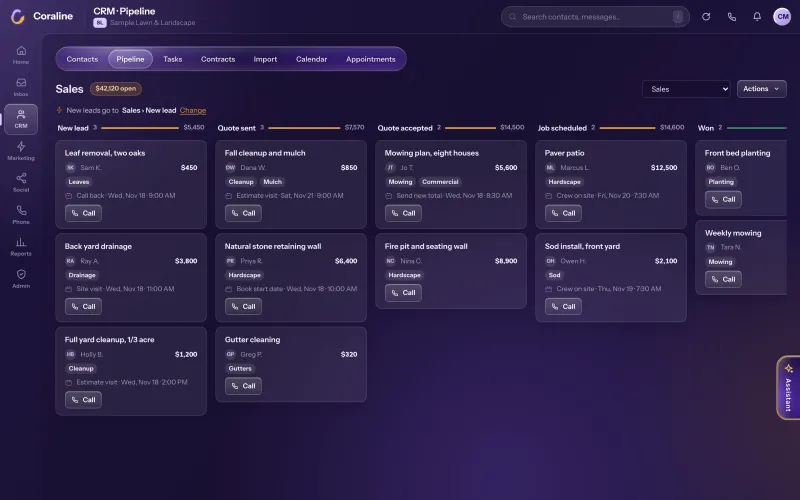 Coraline
CRM · Pipeline
SL Sample Lawn & Landscape
Search contacts, messages.. /
CM
Home
Inbox
CRM
Marketing
Social
Phone
Reports
Admin
Contacts Pipeline Tasks Contracts Import Calendar Appointments
Sales $42,120 open
Sales Actions
New leads go to Sales › New lead Change
New lead 3 $5,450
Leaf removal, two oaks
SK Sam K. $450
Leaves
Call back · Wed, Nov 18 · 9:00 AM
Call
Back yard drainage
RA Ray A. $3,800
Drainage
Site visit · Wed, Nov 18 · 11:00 AM
Call
Full yard cleanup, 1/3 acre
HB Holly B. $1,200
Cleanup
Estimate visit · Wed, Nov 18 · 2:00 PM
Call
Quote sent 3 $7,570
Fall cleanup and mulch
DW Dana W. $850
Cleanup Mulch
Estimate visit · Sat, Nov 21 · 9:00 AM
Call
Natural stone retaining wall
PR Priya R. $6,400
Hardscape
Book start date · Wed, Nov 18 · 10:00 AM
Call
Gutter cleaning
GP Greg P. $320
Gutters
Call
Quote accepted 2 $14,500
Mowing plan, eight houses
JT Jo T. $5,600
Mowing Commercial
Send new total · Wed, Nov 18 · 8:30 AM
Call
Fire pit and seating wall
NC Nina C. $8,900
Hardscape
Call
Job scheduled 2 $14,600
Paver patio
ML Marcus L. $12,500
Hardscape
Crew on site · Fri, Nov 20 · 7:30 AM
Call
Sod install, front yard
OH Owen H. $2,100
Sod
Crew on site · Thu, Nov 19 · 7:30 AM
Call
Won 2
Front bed planting
BO Ben O.
Planting
Call
Weekly mowing
TN Tara N.
Mowing
Call
Assistant